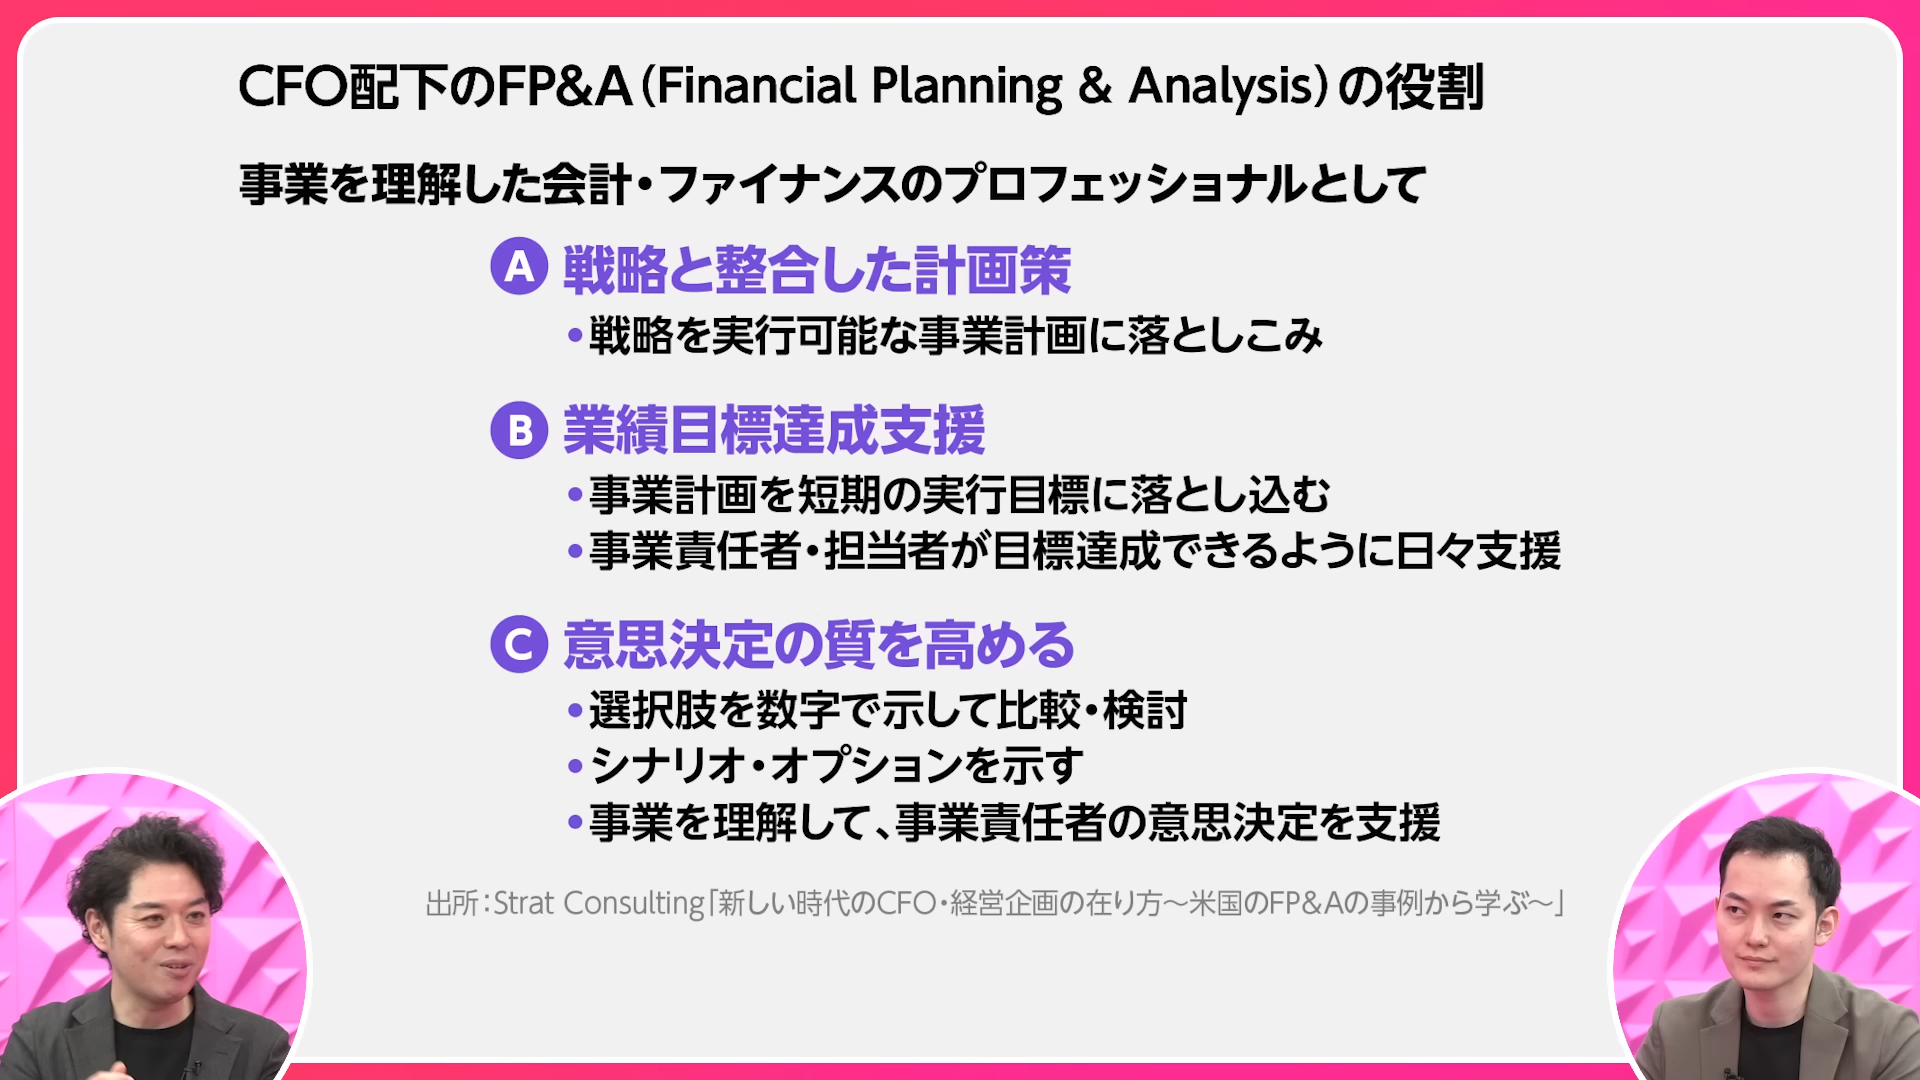 CFO配下のFP&A（Financial Planning & Analysis）の役割
事業を理解した会計・ファイナンスのプロフェッショナルとして
A 戦略と整合した計画策
•戦略を実行可能な事業計画に落としこみ
B 業績目標達成支援
•事業計画を短期の実行目標に落とし込む
•事業責任者・担当者が目標達成できるように日々支援
C 意思決定の質を高める
•選択肢を数字で示して比較・検討
•シナリオ・オプションを示す
•事業を理解して、事業責任者の意思決定を支援
出所：Strat Consulting「新しい時代のCFO・経営企画の在り方～米国のFP&Aの事例から学ぶ～」